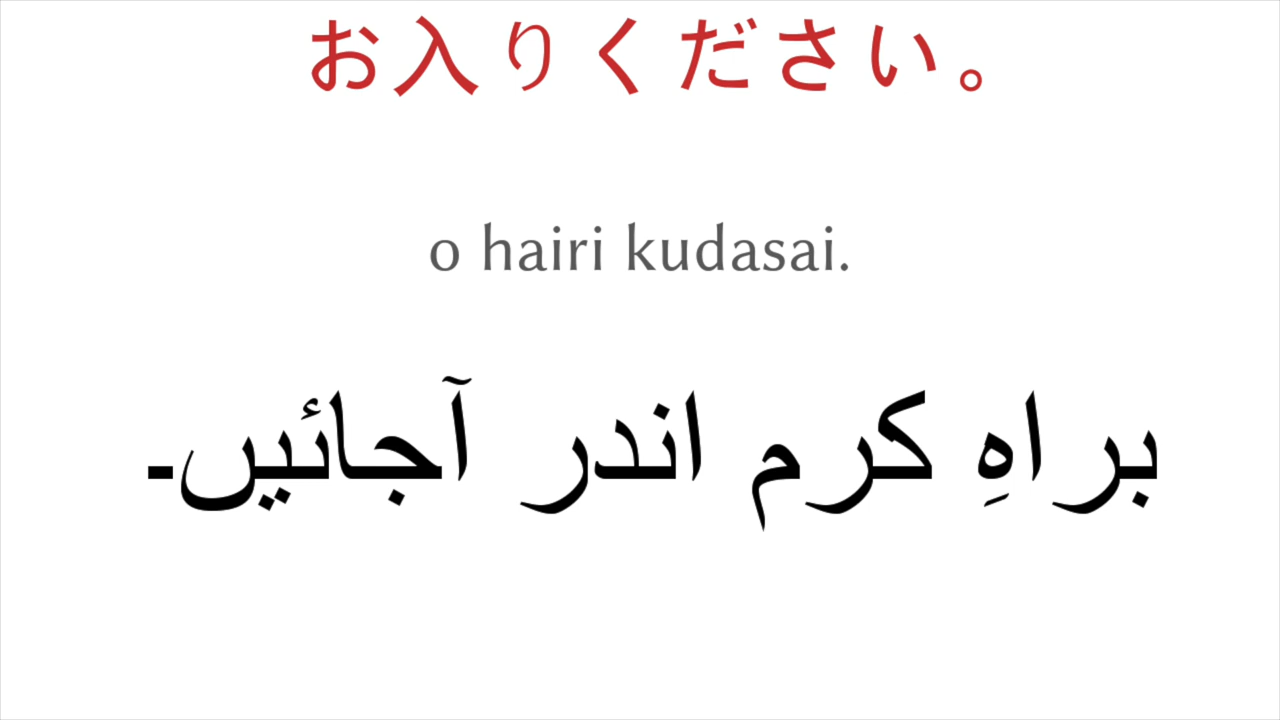 お入りください。
o hairi kudasai.
براہِ کرم اندر آجائیں۔